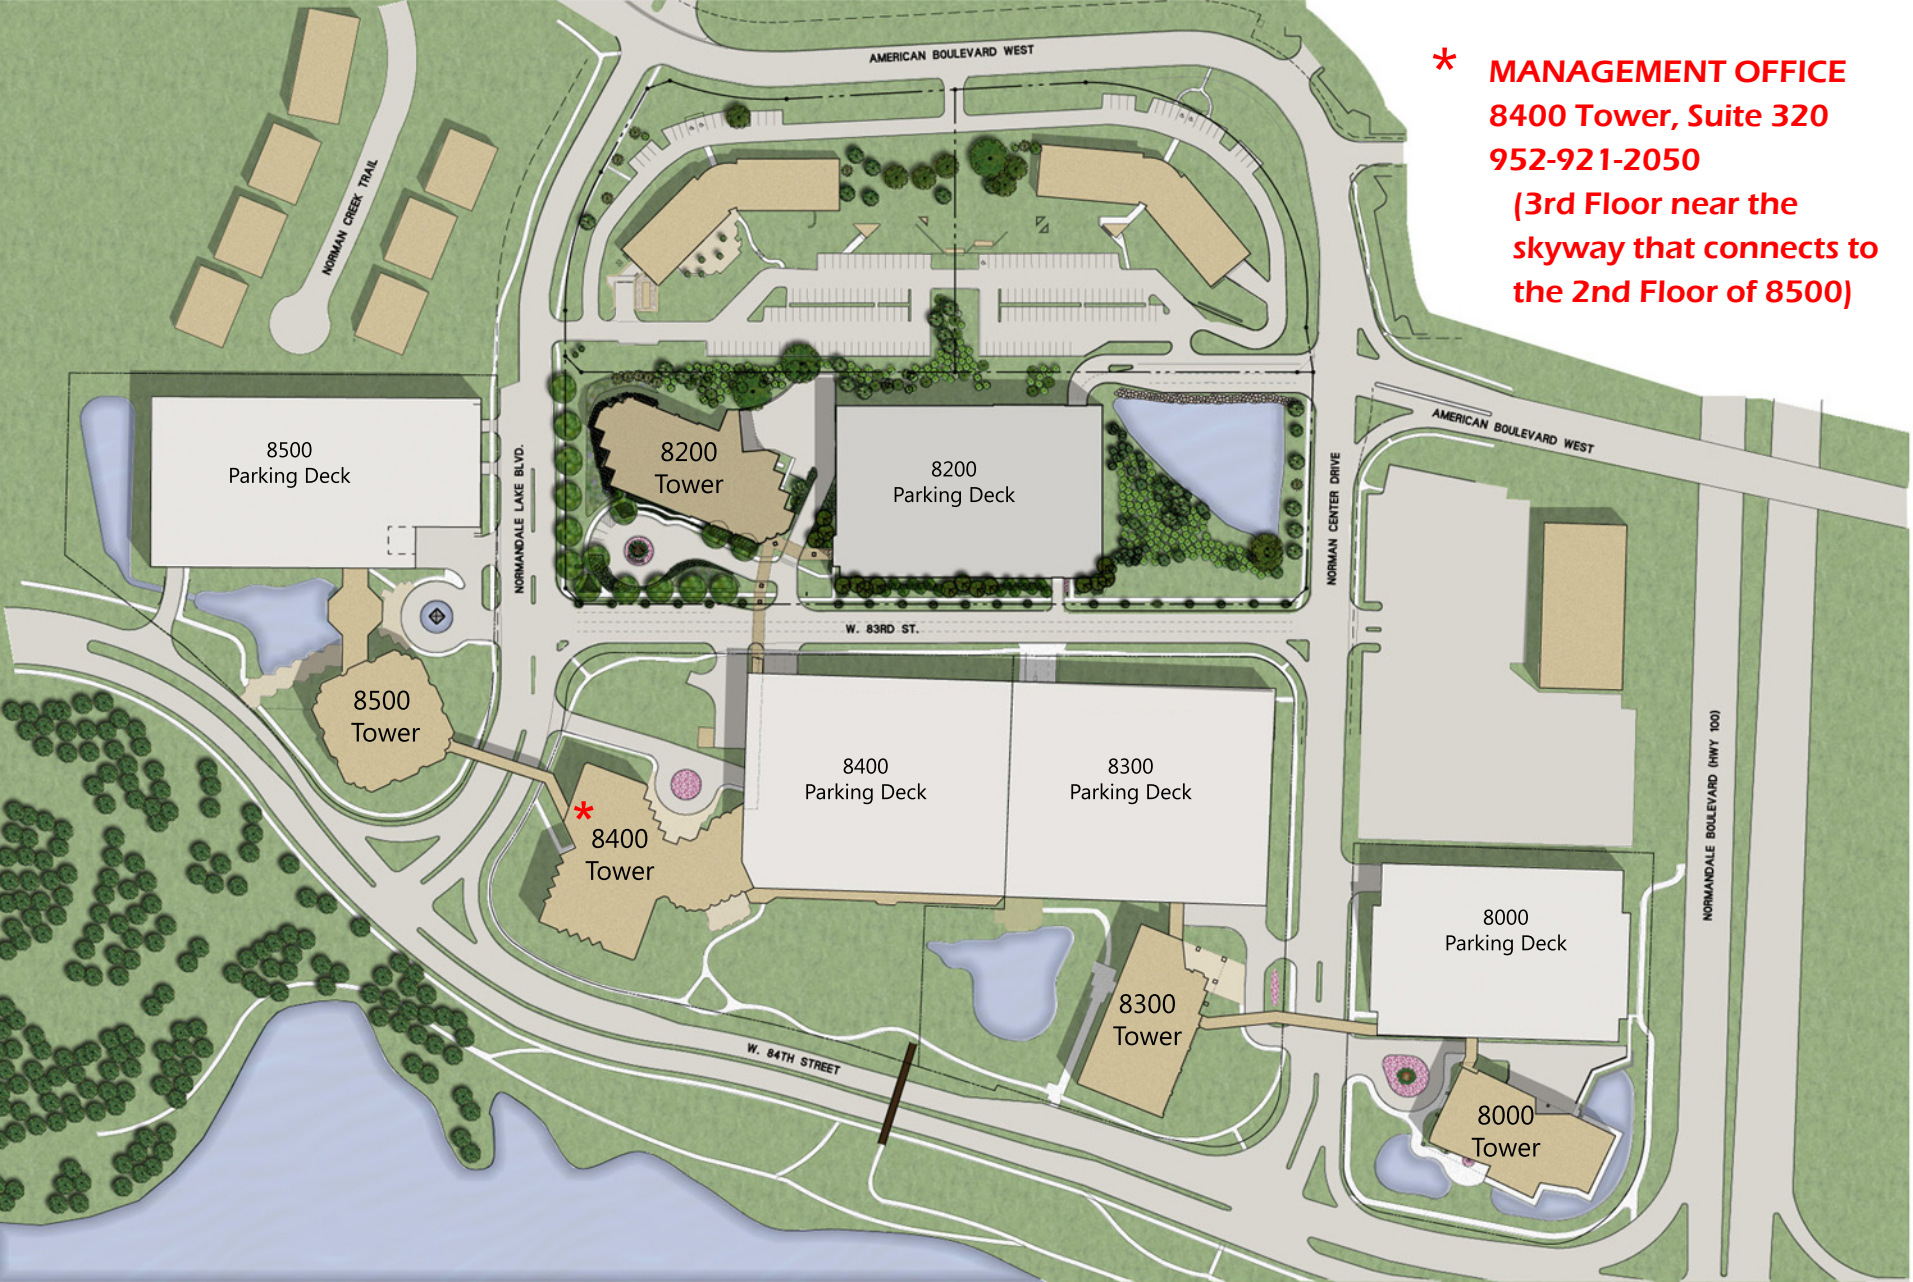 AMERICAN BOULEVARD WEST
*
MANAGEMENT OFFICE
8400 Tower, Suite 320
952-921-2050
(3rd Floor near the
skyway that connects to
the 2nd Floor of 8500)
NORMAN CREEK TRAIL
AMERICAN BOULEVARD WEST
8500
Parking Deck
NORMANDALE LAKE BLVD.
8200
Tower
8200
Parking Deck
NORMAN CENTER DRIVE
W. 83RD ST.
8500
Tower
*
8400
Tower
8400
Parking Deck
8300
Parking Deck
NORMANDALE BOULEVARD (HWY 100)
8000
Parking Deck
8300
Tower
W. 84TH STREET
8000
Tower